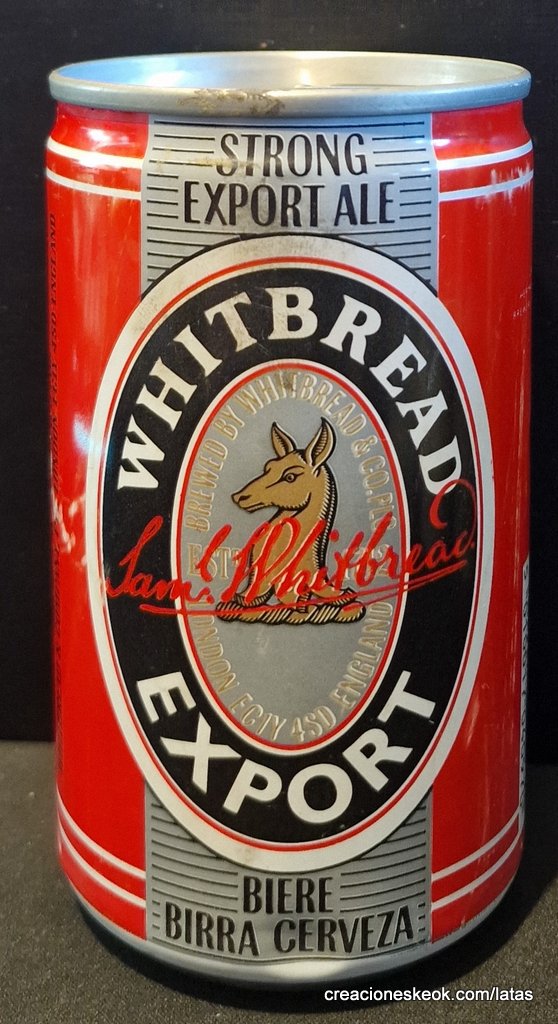 STRONG
EXPORT ALE
WHITBREAD
BREWED BY WHITBREAD & CO. PLC
ESTD
Saml. Whitbread
LONDON EC1Y 4SD ENGLAND
EXPORT
BIERE
BIRRA CERVEZA
creacioneskeok.com/latas